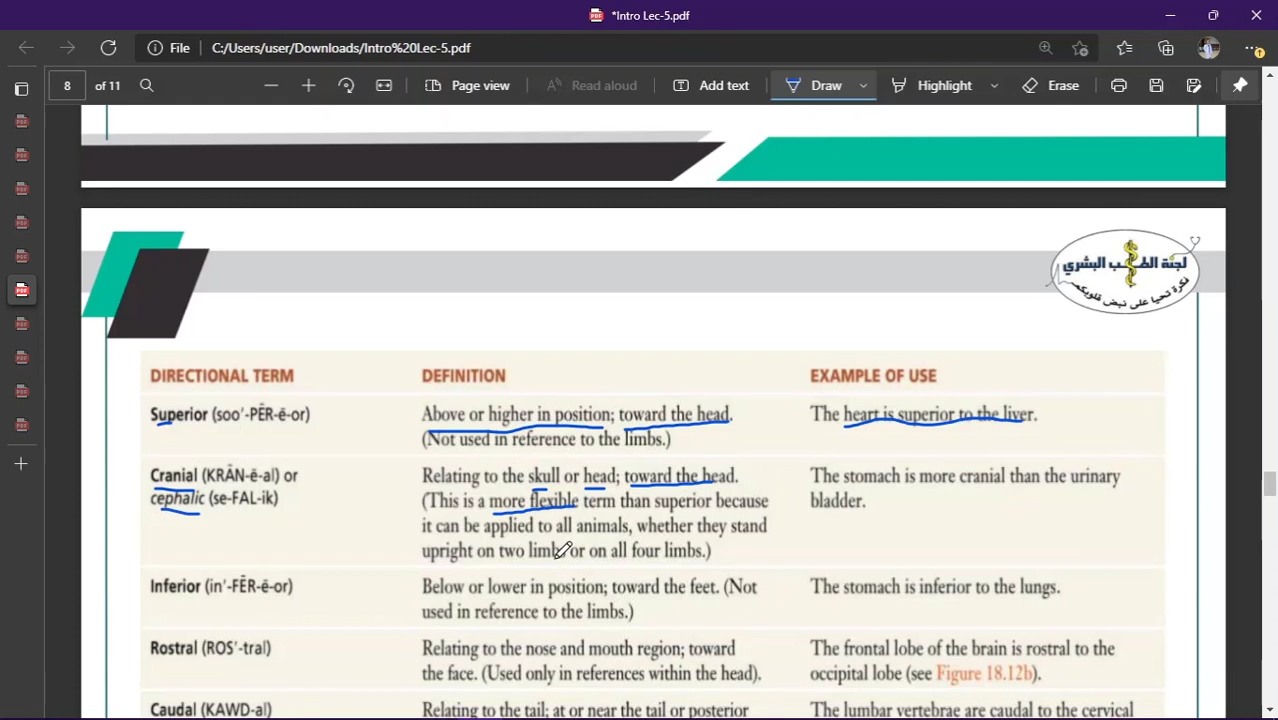 *Intro Lec-5.pdf
File
C:/Users/user/Downloads/Intro%20Lec-5.pdf
8 of 11
Page view
Read aloud
Add text
Draw
Highlight
Erase
لجنة الطب البشري
فكرة تحيا على نبض قلوبكم
DIRECTIONAL TERM DEFINITION EXAMPLE OF USE
Superior (soo′-PĒR-ē-or) Above or higher in position; toward the head. The heart is superior to the liver.
(Not used in reference to the limbs.)
Cranial (KRĀN-ē-al) or Relating to the skull or head; toward the head. The stomach is more cranial than the urinary
cephalic (se-FAL-ik) (This is a more flexible term than superior because bladder.
it can be applied to all animals, whether they stand
upright on two limbs or on all four limbs.)
Inferior (in′-FĒR-ē-or) Below or lower in position; toward the feet. (Not The stomach is inferior to the lungs.
used in reference to the limbs.)
Rostral (ROS′-tral) Relating to the nose and mouth region; toward The frontal lobe of the brain is rostral to the
the face. (Used only in references within the head). occipital lobe (see Figure 18.12b).
Caudal (KAWD-al) Relating to the tail; at or near the tail or posterior The lumbar vertebrae are caudal to the cervical